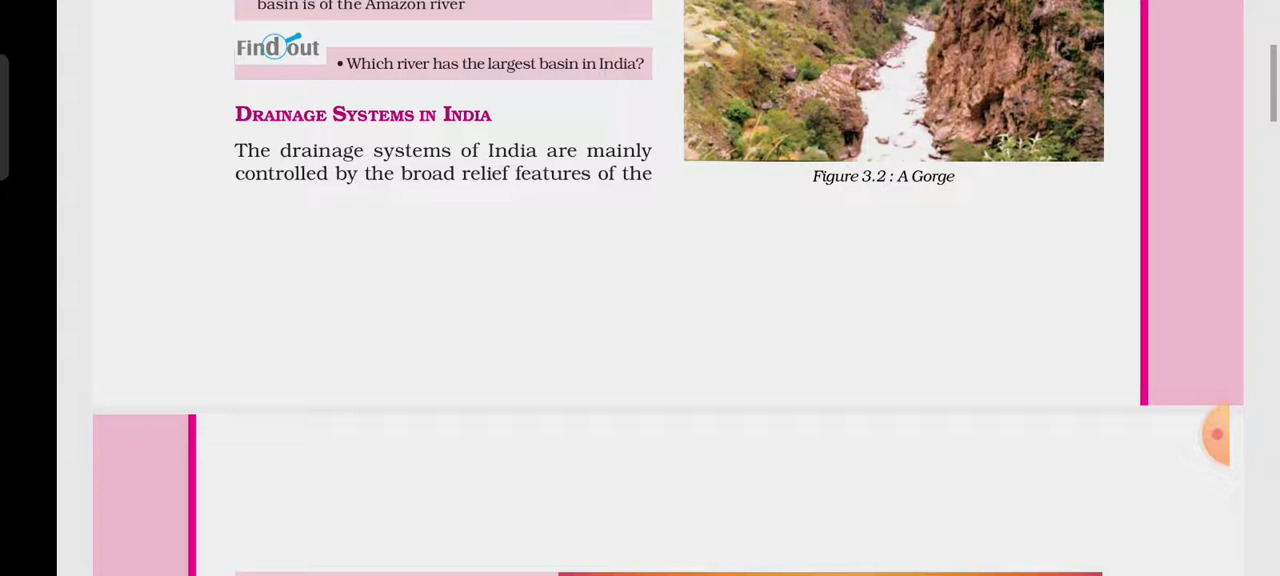 basin is of the Amazon river
Find out
• Which river has the largest basin in India?
DRAINAGE SYSTEMS IN INDIA
The drainage systems of India are mainly
controlled by the broad relief features of the
Figure 3.2 : A Gorge